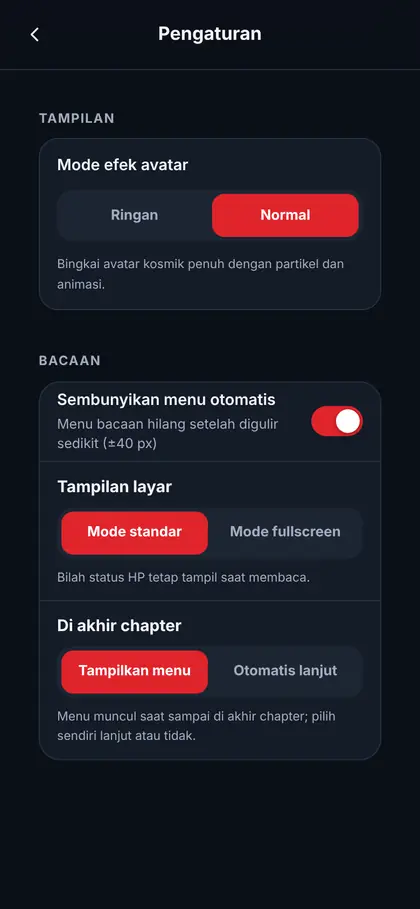 Pengaturan
TAMPILAN
Mode efek avatar
Ringan
Normal
Bingkai avatar kosmik penuh dengan partikel dan
animasi.
BACAAN
Sembunyikan menu otomatis
Menu bacaan hilang setelah digulir
sedikit (±40 px)
Tampilan layar
Mode standar
Mode fullscreen
Bilah status HP tetap tampil saat membaca.
Di akhir chapter
Tampilkan menu
Otomatis lanjut
Menu muncul saat sampai di akhir chapter; pilih
sendiri lanjut atau tidak.